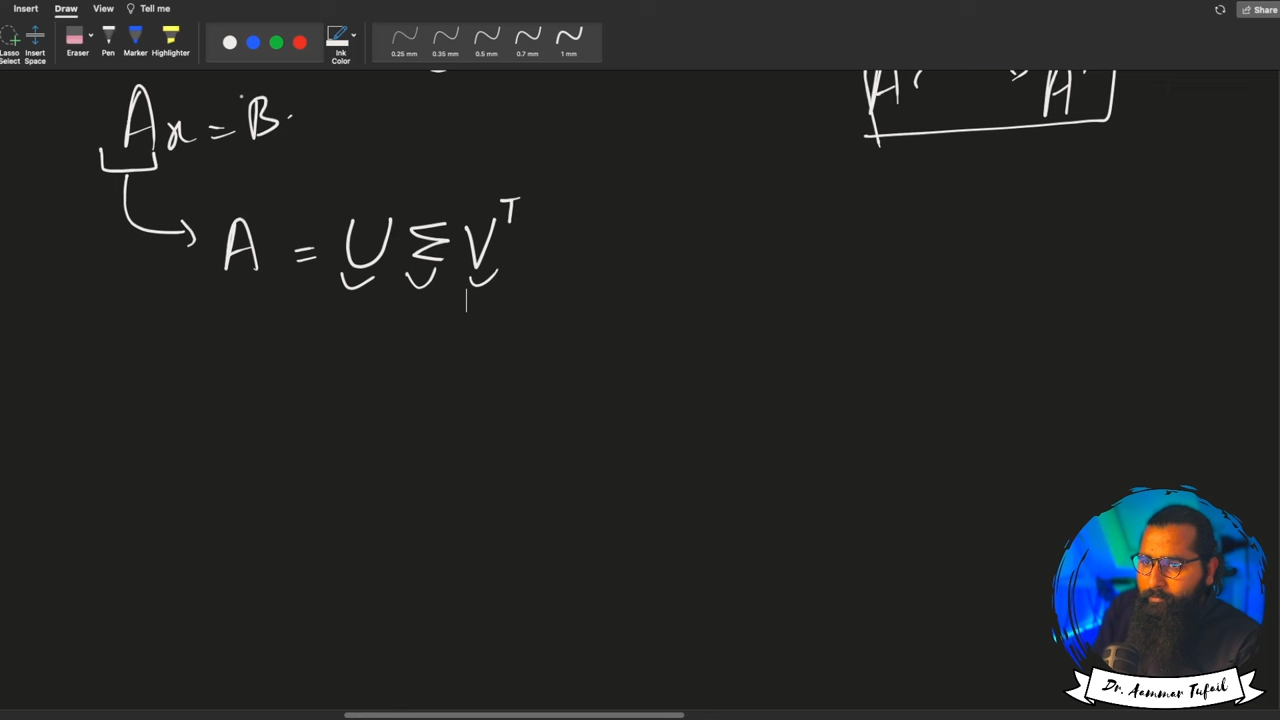 Insert Draw View Tell me Share
Lasso Select Insert Space Eraser Pen Marker Highlighter Ink Color 0.25 mm 0.35 mm 0.5 mm 0.7 mm 1 mm
Ax = B
A = U Σ V^T
Dr. Aammar Tufail